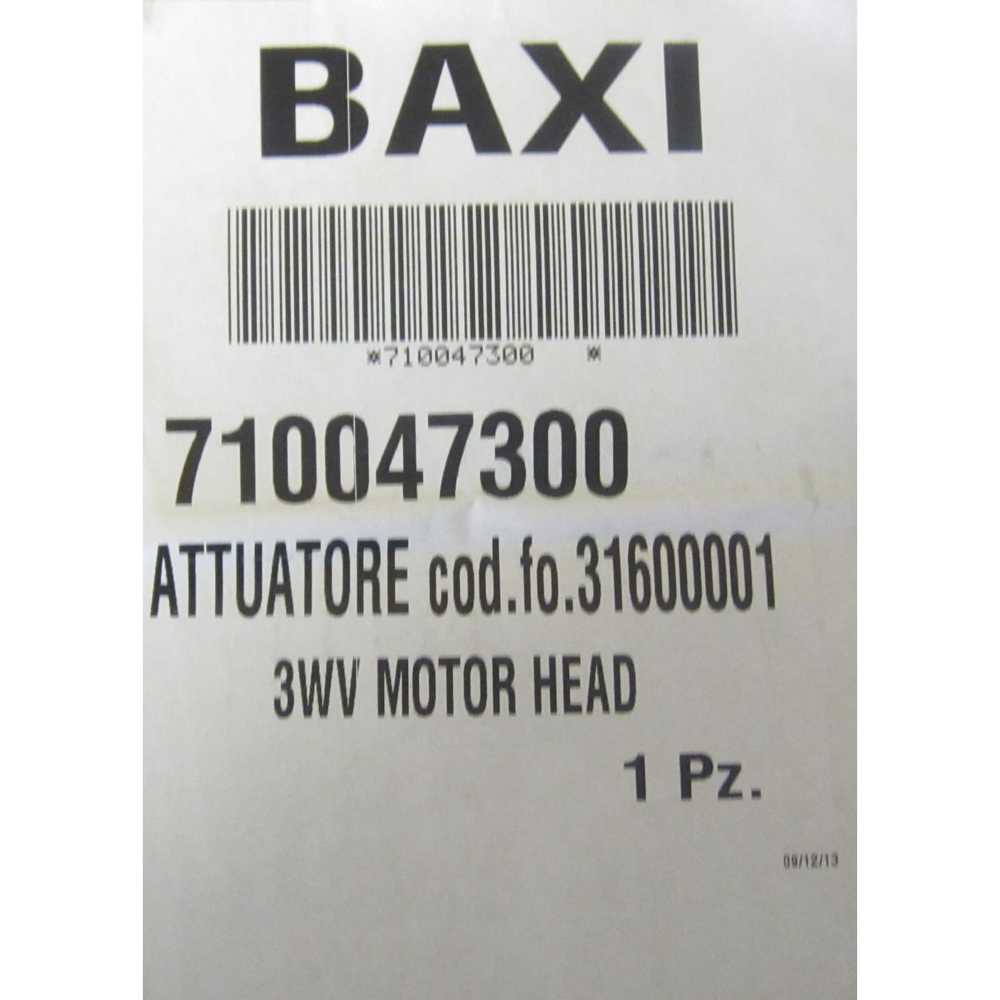 BAXI
*710047300 *
710047300
ATTUATORE cod.fo.31600001
3WV MOTOR HEAD
1 Pz.
09/12/13